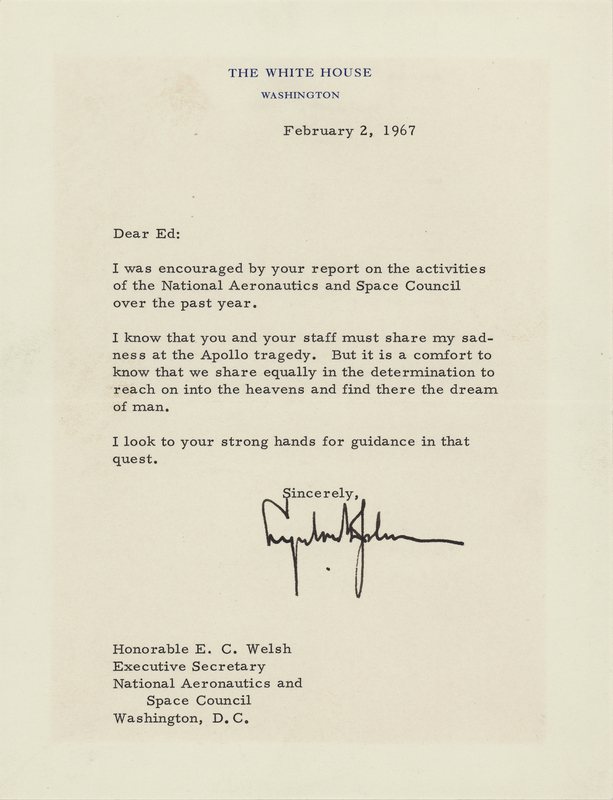 THE WHITE HOUSE
WASHINGTON
February 2, 1967
Dear Ed:
I was encouraged by your report on the activities
of the National Aeronautics and Space Council
over the past year.
I know that you and your staff must share my sad-
ness at the Apollo tragedy. But it is a comfort to
know that we share equally in the determination to
reach on into the heavens and find there the dream
of man.
I look to your strong hands for guidance in that
quest.
Sincerely,
Lyndon B. Johnson
Honorable E. C. Welsh
Executive Secretary
National Aeronautics and
Space Council
Washington, D. C.